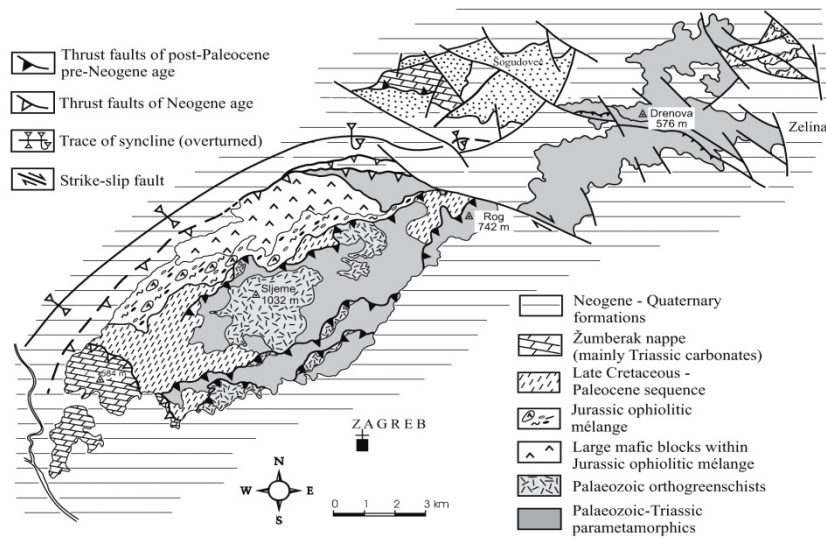 Thrust faults of post-Paleocene
pre-Neogene age
Thrust faults of Neogene age
Trace of syncline (overturned)
Strike-slip fault
Sogudovec
Drenova
576 m
Zelina
Rog
742 m
Sljeme
1032 m
584 m
ZAGREB
N
W E
S
0 1 2 3 km
Neogene - Quaternary
formations
Žumberak nappe
(mainly Triassic carbonates)
Late Cretaceous -
Paleocene sequence
Jurassic ophiolitic
mélange
Large mafic blocks within
Jurassic ophiolitic mélange
Palaeozoic orthogreenschists
Palaeozoic-Triassic
parametamorphics